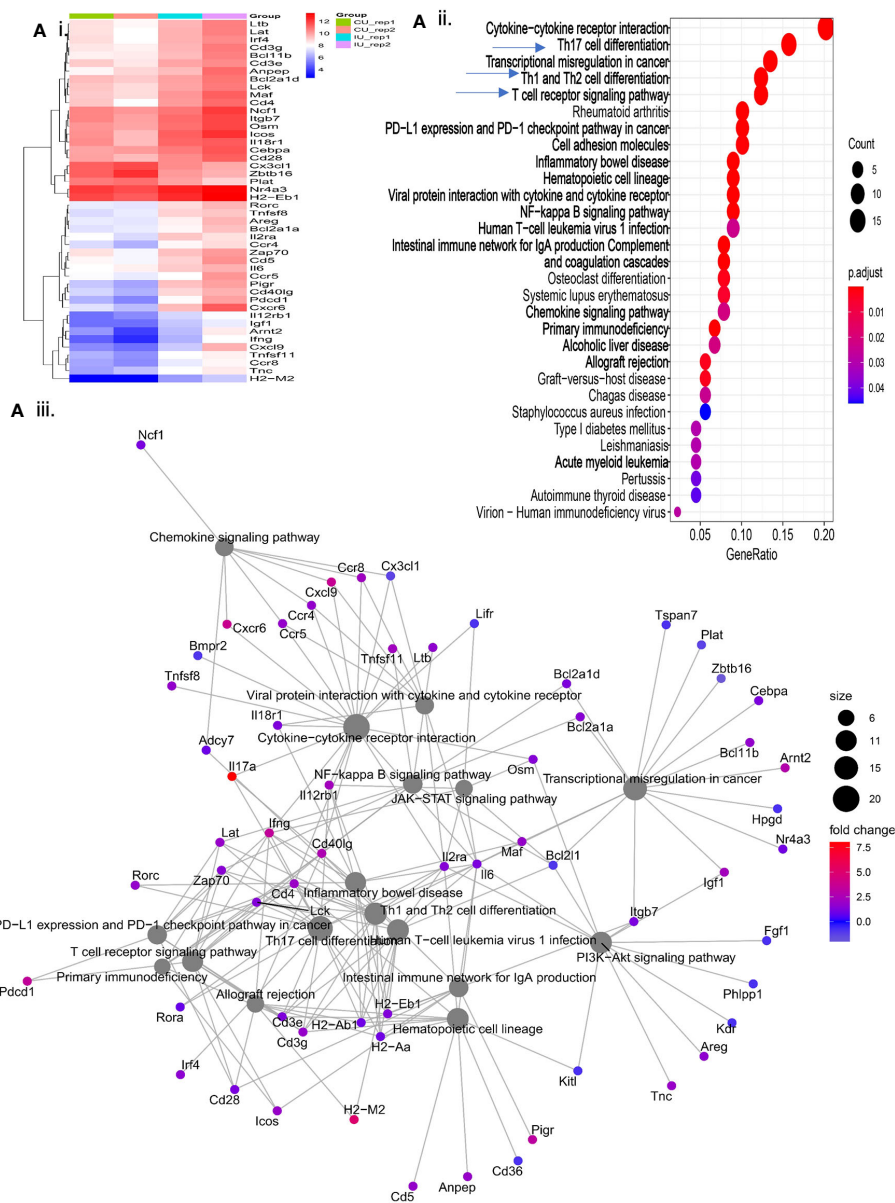 A i.
Group
CU_rep1
CU_rep2
IU_rep1
IU_rep2
Group
12
10
8
6
4
Ltb
Lat
Irf4
Cd3g
Bcl11b
Cd3e
Anpep
Bcl2a1d
Lck
Maf
Cd4
Ncf1
Itgb7
Osm
Icos
Il18r1
Cebpa
Cd28
Cx3cl1
Zbtb16
Plat
Nr4a3
H2−Eb1
Rorc
Tnfsf8
Areg
Bcl2a1a
Il2ra
Ccr4
Zap70
Cd5
Il6
Ccr5
Pigr
Cd40lg
Pdcd1
Cxcr6
Il12rb1
Igf1
Arnt2
Ifng
Cxcl9
Tnfsf11
Ccr8
Tnc
H2−M2
A ii.
Cytokine−cytokine receptor interaction
Th17 cell differentiation
Transcriptional misregulation in cancer
Th1 and Th2 cell differentiation
T cell receptor signaling pathway
Rheumatoid arthritis
PD−L1 expression and PD−1 checkpoint pathway in cancer
Cell adhesion molecules
Inflammatory bowel disease
Hematopoietic cell lineage
Viral protein interaction with cytokine and cytokine receptor
NF−kappa B signaling pathway
Human T−cell leukemia virus 1 infection
Intestinal immune network for IgA production Complement
and coagulation cascades
Osteoclast differentiation
Systemic lupus erythematosus
Chemokine signaling pathway
Primary immunodeficiency
Alcoholic liver disease
Allograft rejection
Graft−versus−host disease
Chagas disease
Staphylococcus aureus infection
Type I diabetes mellitus
Leishmaniasis
Acute myeloid leukemia
Pertussis
Autoimmune thyroid disease
Virion − Human immunodeficiency virus
0.05
0.10
0.15
0.20
GeneRatio
Count
5
10
15
p.adjust
0.01
0.02
0.03
0.04
A iii.
Ncf1
Chemokine signaling pathway
Ccr8
Cx3cl1
Cxcl9
Ccr4
Cxcr6
Ccr5
Lifr
Tspan7
Bmpr2
Tnfsf11
Ltb
Plat
Tnfsf8
Bcl2a1d
Zbtb16
Viral protein interaction with cytokine and cytokine receptor
Cebpa
Il18r1
Bcl2a1a
Cytokine−cytokine receptor interaction
Adcy7
Bcl11b
Il17a
NF−kappa B signaling pathway
Osm
Transcriptional misregulation in cancer
Arnt2
Il12rb1
JAK−STAT signaling pathway
Hpgd
Ifng
Lat
Cd40lg
Maf
Nr4a3
Il2ra
Bcl2l1
Rorc
Zap70
Il6
Igf1
Cd4
Inflammatory bowel disease
Lck
Th1 and Th2 cell differentiation
Itgb7
PD−L1 expression and PD−1 checkpoint pathway in cancer
Th17 cell differentiation
Human T−cell leukemia virus 1 infection
Fgf1
T cell receptor signaling pathway
PI3K−Akt signaling pathway
Primary immunodeficiency
Intestinal immune network for IgA production
Pdcd1
Phlpp1
Allograft rejection
Rora
H2−Eb1
Cd3e
H2−Ab1
Hematopoietic cell lineage
Kdr
Cd3g
H2−Aa
Areg
Irf4
Kitl
Cd28
Tnc
Icos
H2−M2
Pigr
Cd36
Cd5
Anpep
size
6
11
15
20
fold change
7.5
5.0
2.5
0.0